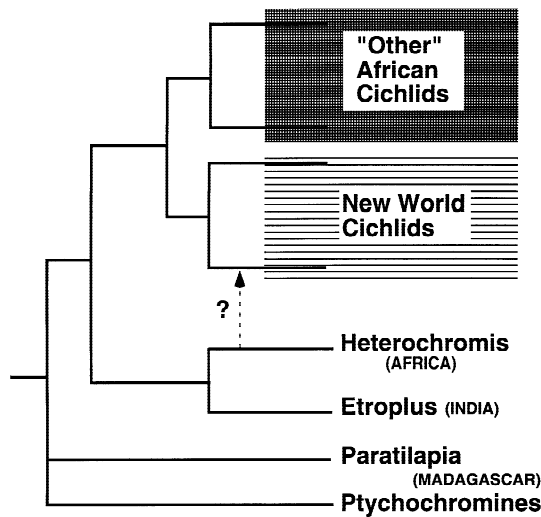 "Other"
African
Cichlids
New World
Cichlids
?
Heterochromis
(AFRICA)
Etroplus (INDIA)
Paratilapia
(MADAGASCAR)
Ptychochromines